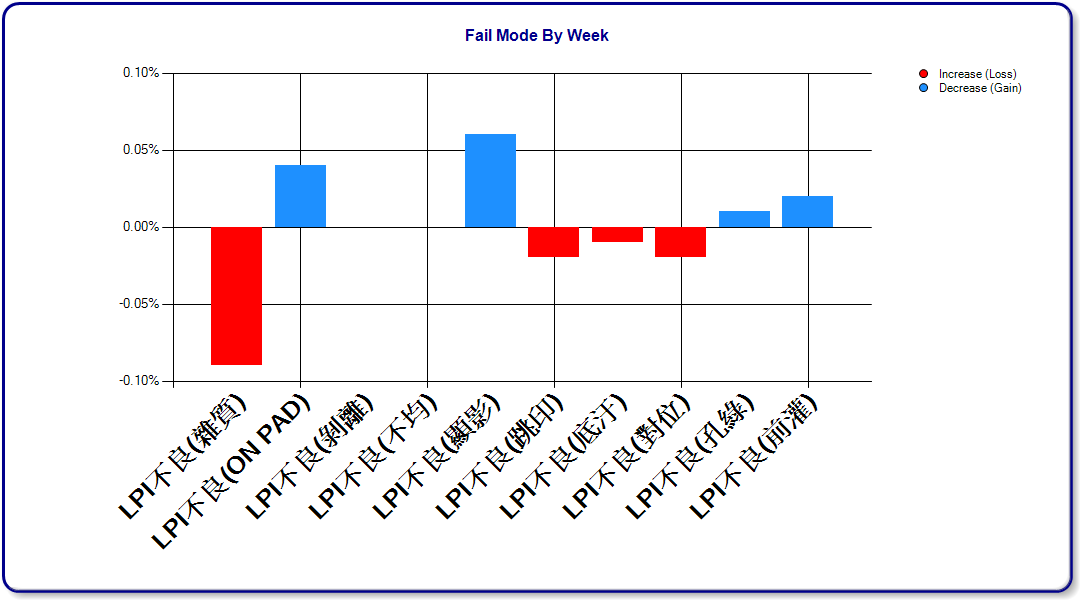 Fail Mode By Week
Increase (Loss)
Decrease (Gain)
0.10%
0.05%
0.00%
-0.05%
-0.10%
LPI不良(雜質)
LPI不良(ON PAD)
LPI不良(剝離)
LPI不良(不均)
LPI不良(顯影)
LPI不良(跳印)
LPI不良(底汙)
LPI不良(對位)
LPI不良(孔綠)
LPI不良(前灌)